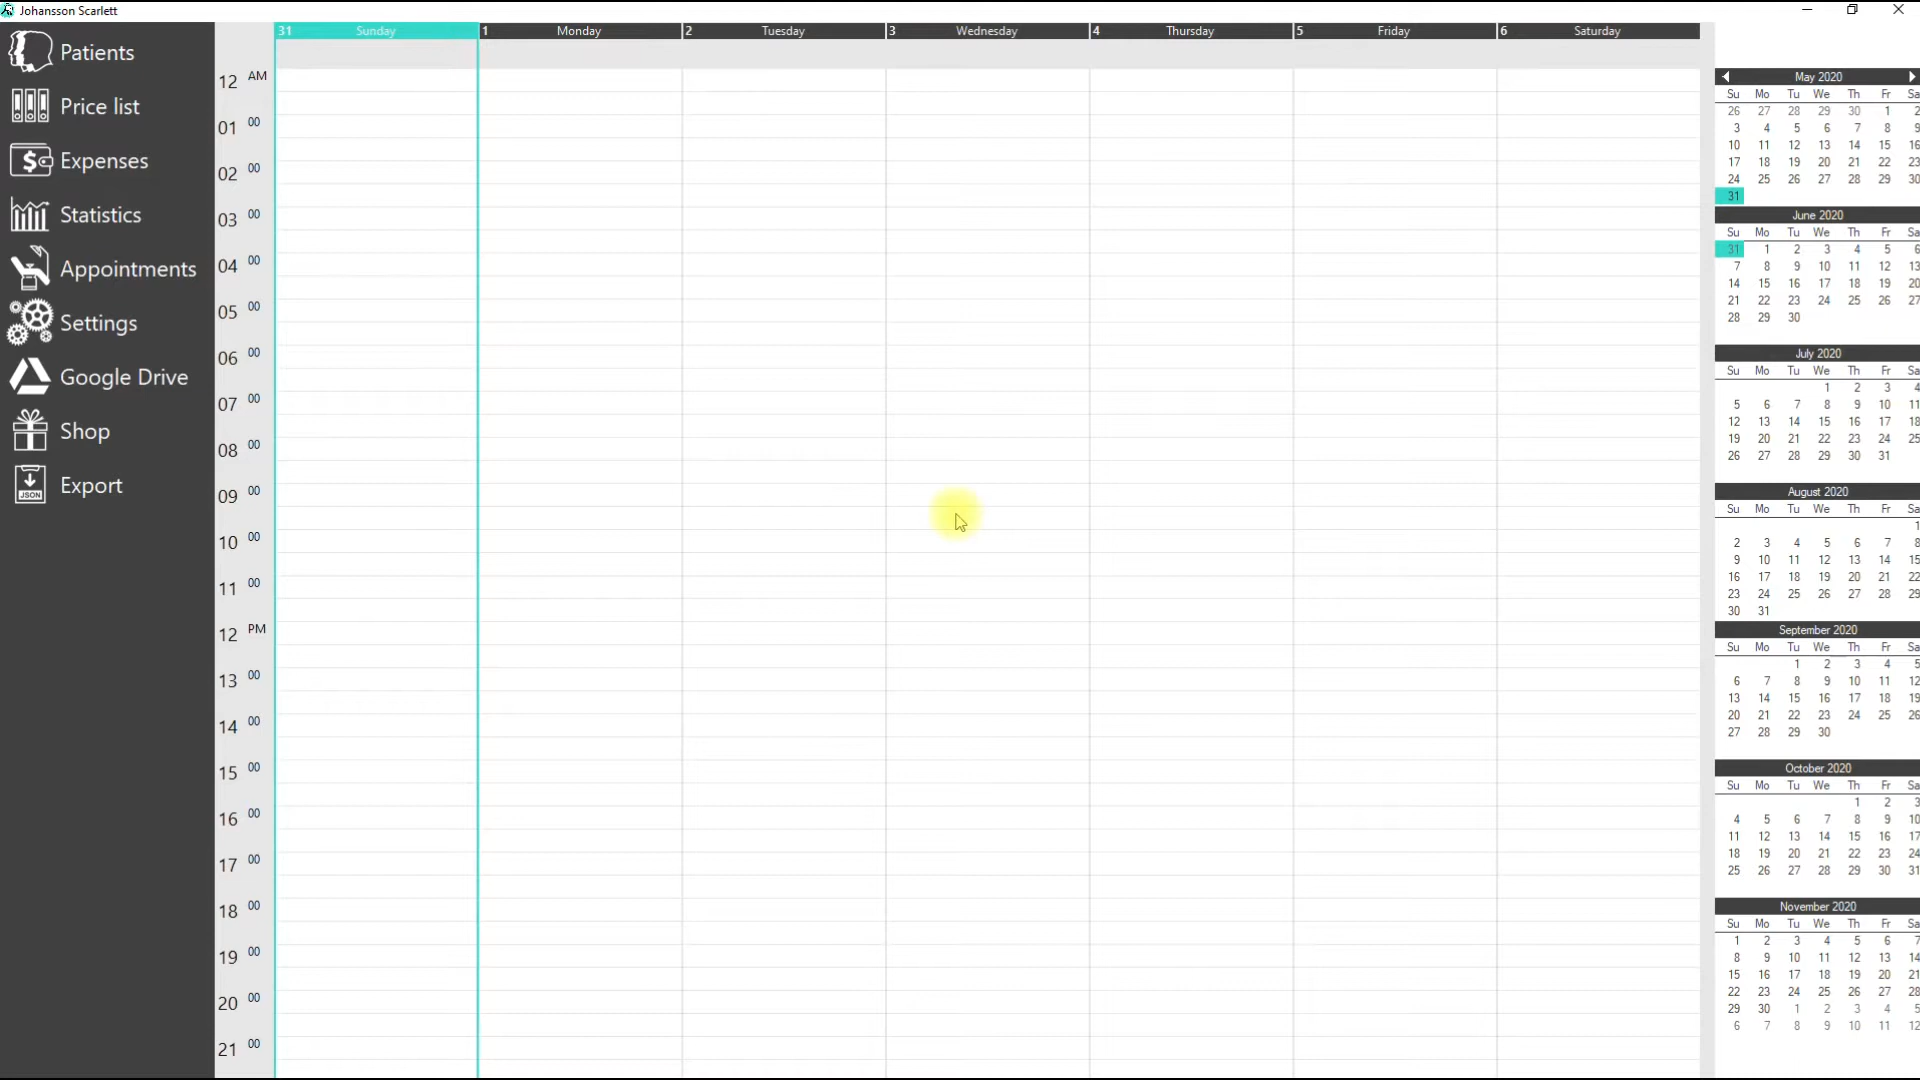 Johansson Scarlett
Patients
Price list
Expenses
Statistics
Appointments
Settings
Google Drive
Shop
JSON
Export
31 Sunday 1 Monday 2 Tuesday 3 Wednesday 4 Thursday 5 Friday 6 Saturday
12 AM
01 00
02 00
03 00
04 00
05 00
06 00
07 00
08 00
09 00
10 00
11 00
12 PM
13 00
14 00
15 00
16 00
17 00
18 00
19 00
20 00
21 00
May 2020
Su Mo Tu We Th Fr Sa
26 27 28 29 30 1 2
3 4 5 6 7 8 9
10 11 12 13 14 15 16
17 18 19 20 21 22 23
24 25 26 27 28 29 30
31
June 2020
Su Mo Tu We Th Fr Sa
31 1 2 3 4 5 6
7 8 9 10 11 12 13
14 15 16 17 18 19 20
21 22 23 24 25 26 27
28 29 30
July 2020
Su Mo Tu We Th Fr Sa
1 2 3 4
5 6 7 8 9 10 11
12 13 14 15 16 17 18
19 20 21 22 23 24 25
26 27 28 29 30 31
August 2020
Su Mo Tu We Th Fr Sa
1
2 3 4 5 6 7 8
9 10 11 12 13 14 15
16 17 18 19 20 21 22
23 24 25 26 27 28 29
30 31
September 2020
Su Mo Tu We Th Fr Sa
1 2 3 4 5
6 7 8 9 10 11 12
13 14 15 16 17 18 19
20 21 22 23 24 25 26
27 28 29 30
October 2020
Su Mo Tu We Th Fr Sa
1 2 3
4 5 6 7 8 9 10
11 12 13 14 15 16 17
18 19 20 21 22 23 24
25 26 27 28 29 30 31
November 2020
Su Mo Tu We Th Fr Sa
1 2 3 4 5 6 7
8 9 10 11 12 13 14
15 16 17 18 19 20 21
22 23 24 25 26 27 28
29 30 1 2 3 4 5
6 7 8 9 10 11 12